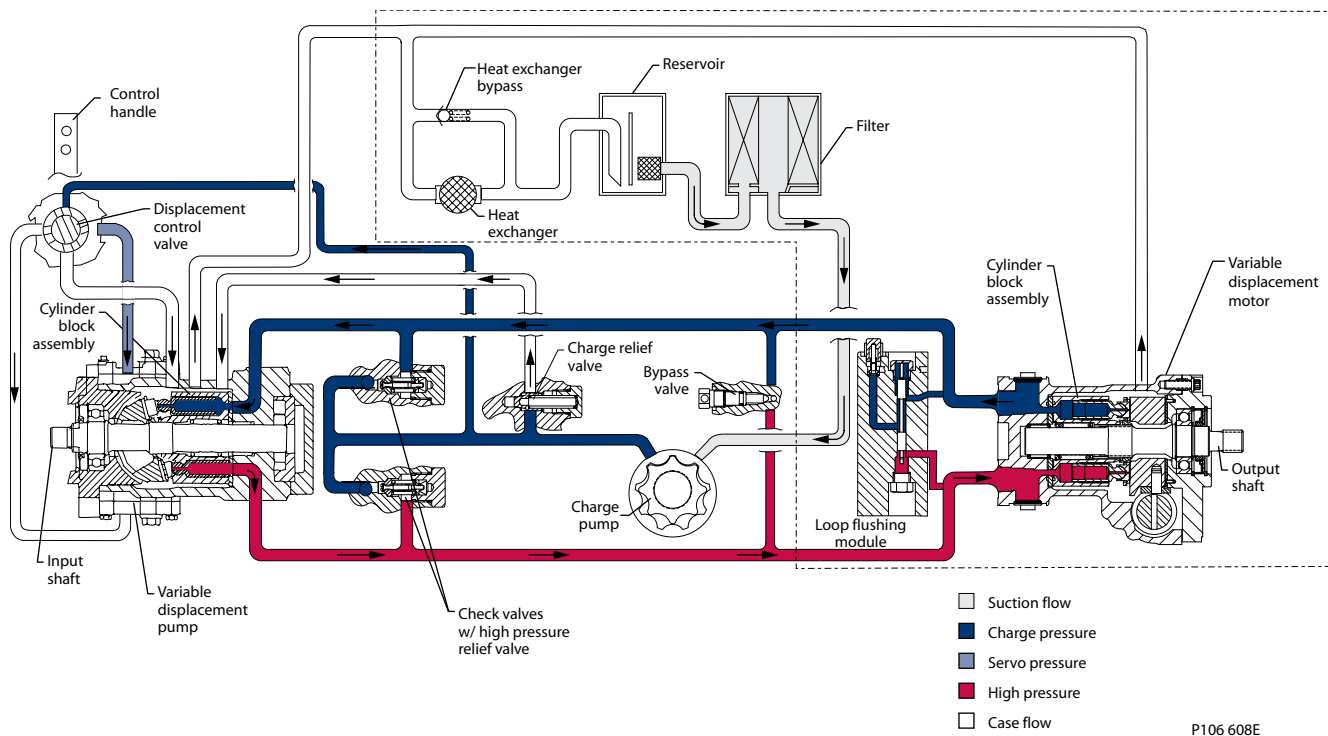 Control
handle
Heat exchanger
bypass
Reservoir
Filter
Displacement
control
valve
Heat
exchanger
Cylinder
block
assembly
Cylinder
block
assembly
Variable
displacement
motor
Charge relief
valve
Bypass
valve
Charge
pump
Loop flushing
module
Output
shaft
Input
shaft
Variable
displacement
pump
Check valves
w/ high pressure
relief valve
Suction flow
Charge pressure
Servo pressure
High pressure
Case flow
P106 608E